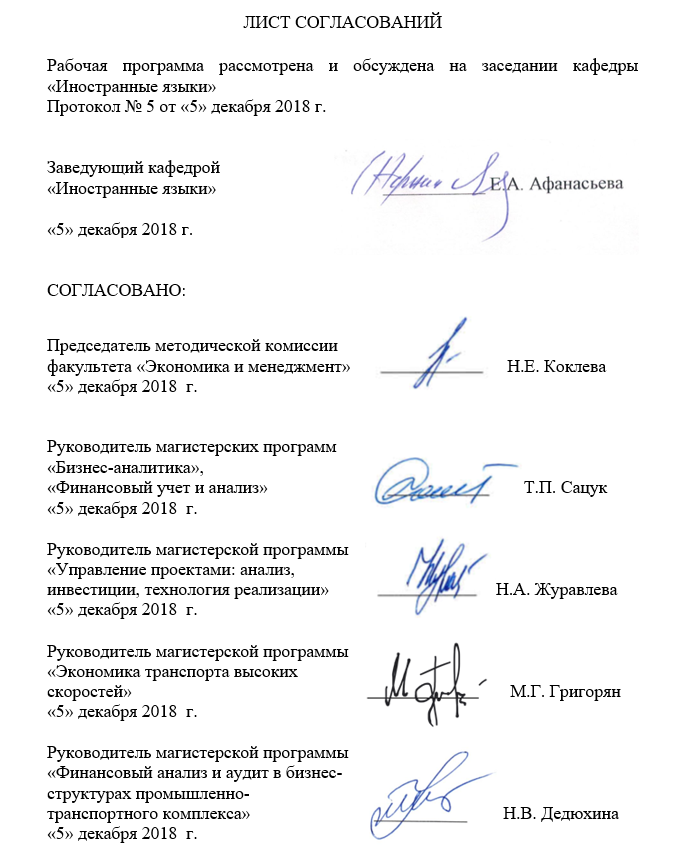 ЛИСТ СОГЛАСОВАНИЙ
Рабочая программа рассмотрена и обсуждена на заседании кафедры
«Иностранные языки»
Протокол № 5 от «5» декабря 2018 г.
Заведующий кафедрой
«Иностранные языки» Е.А. Афанасьева
«5» декабря 2018 г.
СОГЛАСОВАНО:
Председатель методической комиссии
факультета «Экономика и менеджмент» Н.Е. Коклева
«5» декабря 2018 г.
Руководитель магистерских программ
«Бизнес-аналитика»,
«Финансовый учет и анализ» Т.П. Сацук
«5» декабря 2018 г.
Руководитель магистерской программы
«Управление проектами: анализ,
инвестиции, технология реализации» Н.А. Журавлева
«5» декабря 2018 г.
Руководитель магистерской программы
«Экономика транспорта высоких
скоростей» М.Г. Григорян
«5» декабря 2018 г.
Руководитель магистерской программы
«Финансовый анализ и аудит в бизнес-
структурах промышленно-
транспортного комплекса» Н.В. Дедюхина
«5» декабря 2018 г.